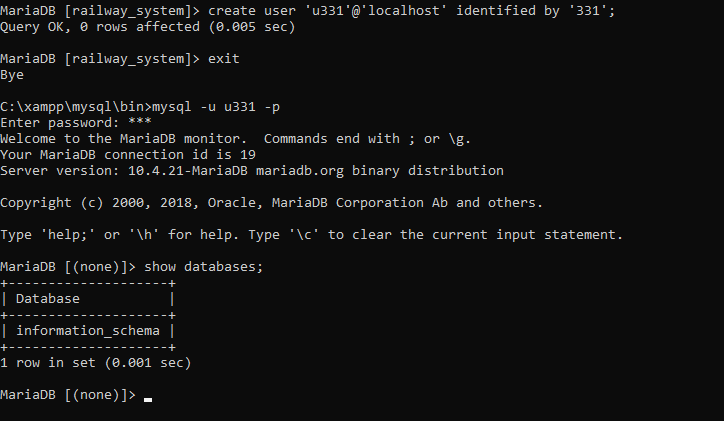 MariaDB [railway_system]> create user 'u331'@'localhost' identified by '331';
Query OK, 0 rows affected (0.005 sec)
MariaDB [railway_system]> exit
Bye
C:\xampp\mysql\bin>mysql -u u331 -p
Enter password: ***
Welcome to the MariaDB monitor.  Commands end with ; or \g.
Your MariaDB connection id is 19
Server version: 10.4.21-MariaDB mariadb.org binary distribution
Copyright (c) 2000, 2018, Oracle, MariaDB Corporation Ab and others.
Type 'help;' or '\h' for help. Type '\c' to clear the current input statement.
MariaDB [(none)]> show databases;
+--------------------+
| Database           |
+--------------------+
| information_schema |
+--------------------+
1 row in set (0.001 sec)
MariaDB [(none)]> _